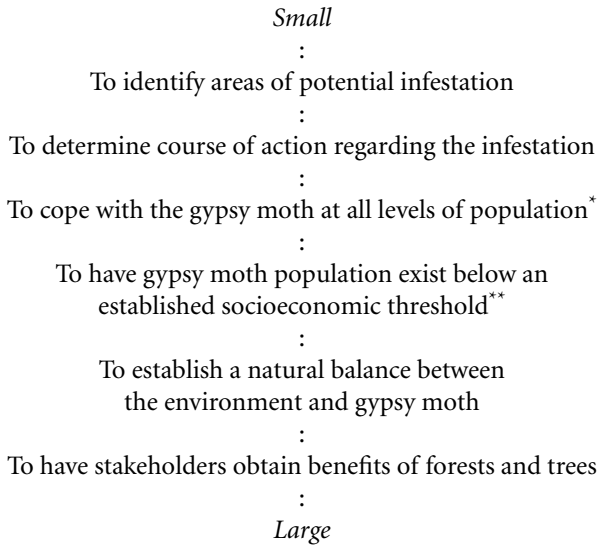 Small
:
To identify areas of potential infestation
:
To determine course of action regarding the infestation
:
To cope with the gypsy moth at all levels of population*
:
To have gypsy moth population exist below an
established socioeconomic threshold**
:
To establish a natural balance between
the environment and gypsy moth
:
To have stakeholders obtain benefits of forests and trees
:
Large